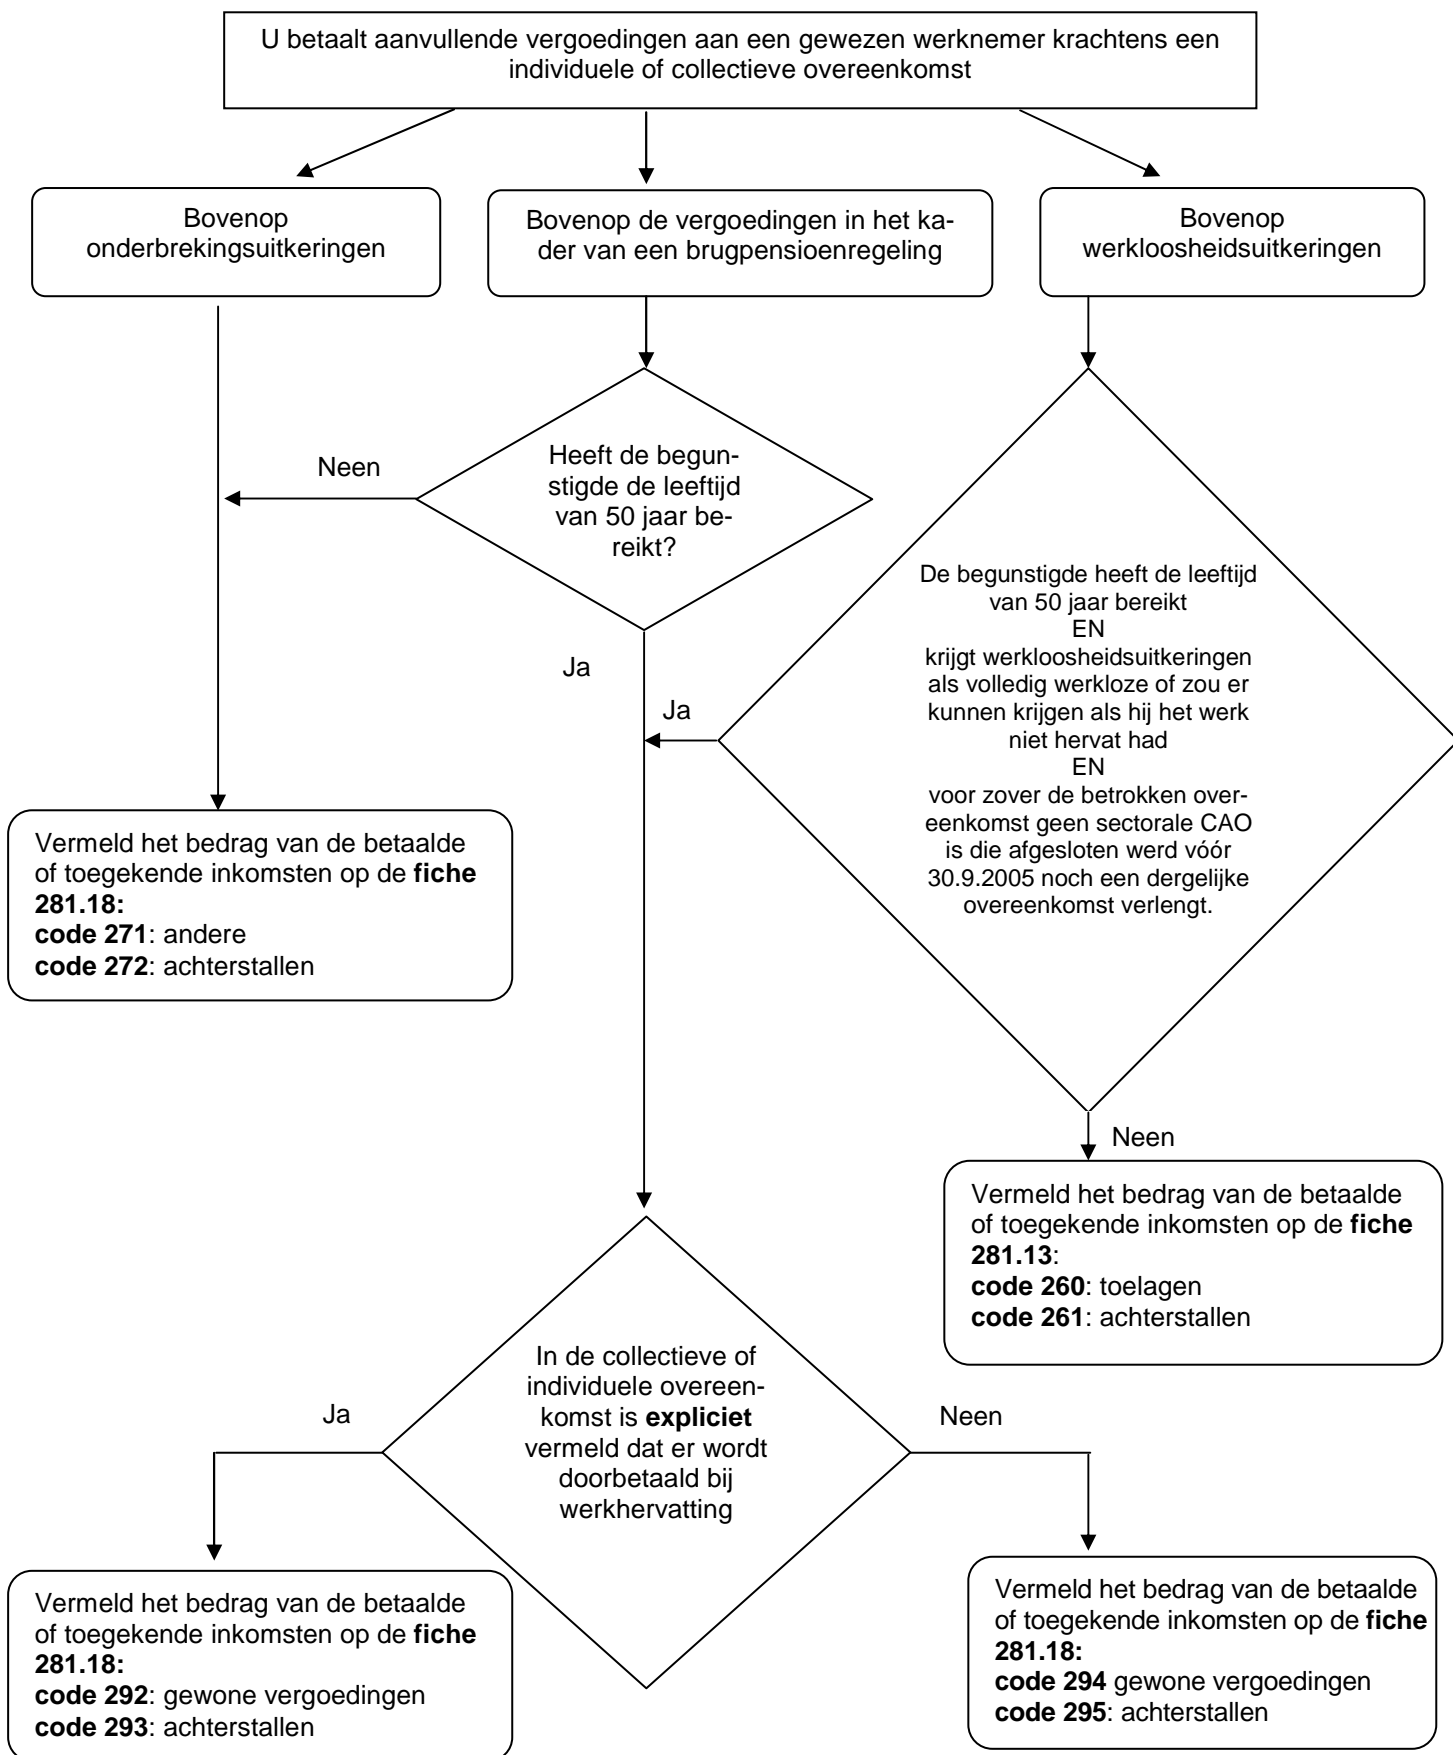 U betaalt aanvullende vergoedingen aan een gewezen werknemer krachtens een
individuele of collectieve overeenkomst
Bovenop
onderbrekingsuitkeringen
Bovenop de vergoedingen in het ka-
der van een brugpensioenregeling
Bovenop
werkloosheidsuitkeringen
Neen
Heeft de begun-
stigde de leeftijd
van 50 jaar be-
reikt?
Ja
Ja
De begunstigde heeft de leeftijd
van 50 jaar bereikt
EN
krijgt werkloosheidsuitkeringen
als volledig werkloze of zou er
kunnen krijgen als hij het werk
niet hervat had
EN
voor zover de betrokken over-
eenkomst geen sectorale CAO
is die afgesloten werd vóór
30.9.2005 noch een dergelijke
overeenkomst verlengt.
Vermeld het bedrag van de betaalde
of toegekende inkomsten op de fiche
281.18:
code 271: andere
code 272: achterstallen
Neen
Vermeld het bedrag van de betaalde
of toegekende inkomsten op de fiche
281.13:
code 260: toelagen
code 261: achterstallen
In de collectieve of
individuele overeen-
komst is expliciet
vermeld dat er wordt
doorbetaald bij
werkhervatting
Ja
Neen
Vermeld het bedrag van de betaalde
of toegekende inkomsten op de fiche
281.18:
code 292: gewone vergoedingen
code 293: achterstallen
Vermeld het bedrag van de betaalde
of toegekende inkomsten op de fiche
281.18:
code 294 gewone vergoedingen
code 295: achterstallen